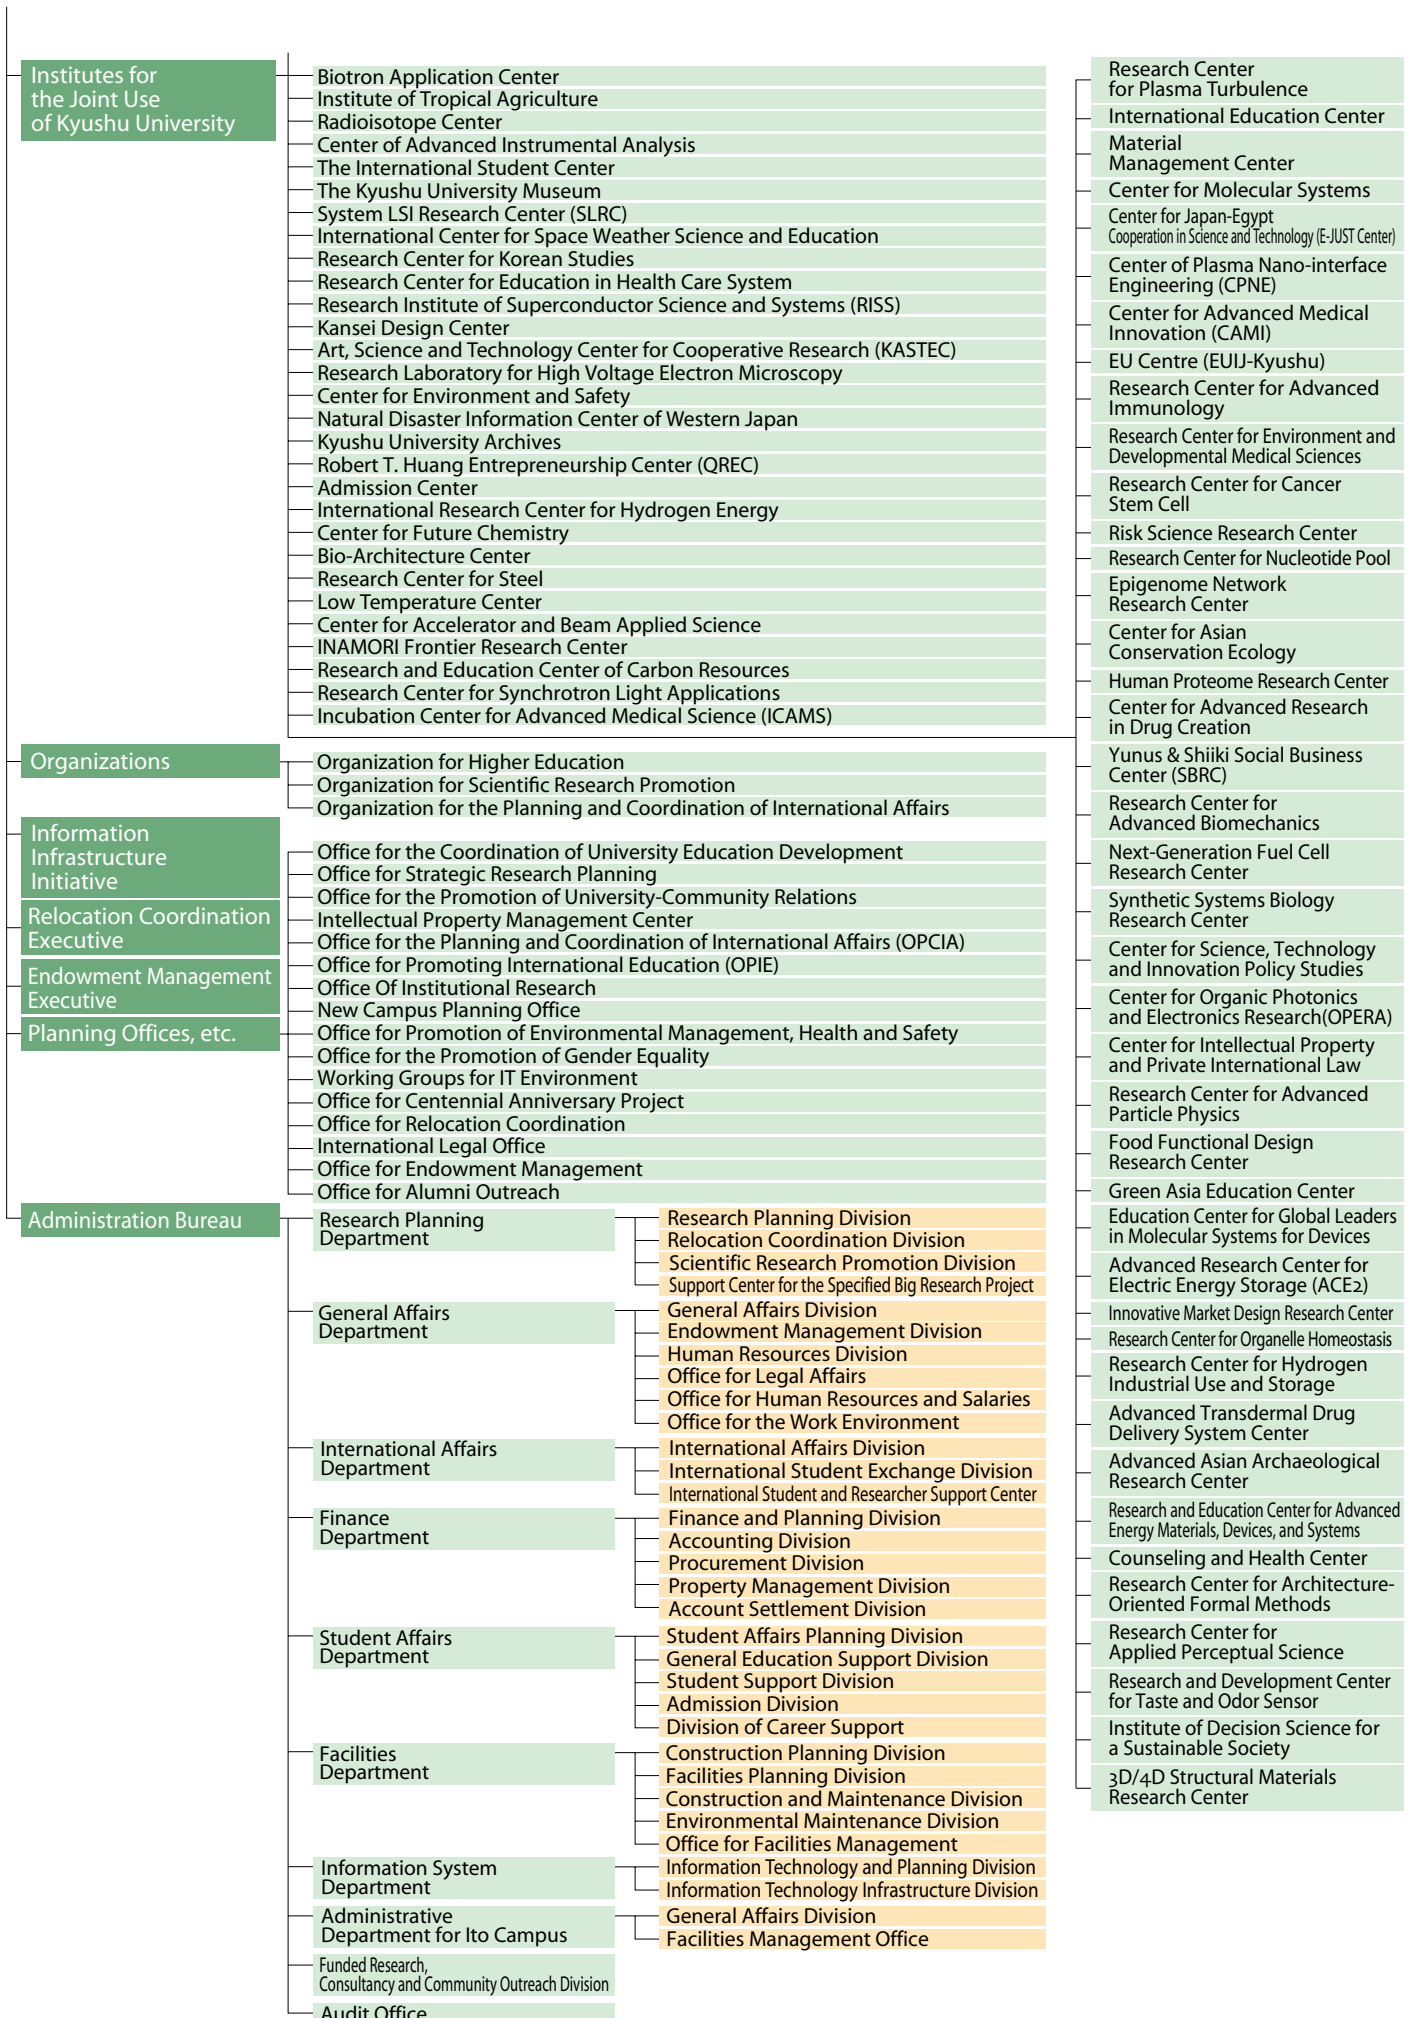 Institutes for
the Joint Use
of Kyushu University
Biotron Application Center
Institute of Tropical Agriculture
Radioisotope Center
Center of Advanced Instrumental Analysis
The International Student Center
The Kyushu University Museum
System LSI Research Center (SLRC)
International Center for Space Weather Science and Education
Research Center for Korean Studies
Research Center for Education in Health Care System
Research Institute of Superconductor Science and Systems (RISS)
Kansei Design Center
Art, Science and Technology Center for Cooperative Research (KASTEC)
Research Laboratory for High Voltage Electron Microscopy
Center for Environment and Safety
Natural Disaster Information Center of Western Japan
Kyushu University Archives
Robert T. Huang Entrepreneurship Center (QREC)
Admission Center
International Research Center for Hydrogen Energy
Center for Future Chemistry
Bio-Architecture Center
Research Center for Steel
Low Temperature Center
Center for Accelerator and Beam Applied Science
INAMORI Frontier Research Center
Research and Education Center of Carbon Resources
Research Center for Synchrotron Light Applications
Incubation Center for Advanced Medical Science (ICAMS)
Research Center
for Plasma Turbulence
International Education Center
Material
Management Center
Center for Molecular Systems
Center for Japan-Egypt
Cooperation in Science and Technology (E-JUST Center)
Center of Plasma Nano-interface
Engineering (CPNE)
Center for Advanced Medical
Innovation (CAMI)
EU Centre (EUIJ-Kyushu)
Research Center for Advanced
Immunology
Research Center for Environment and
Developmental Medical Sciences
Research Center for Cancer
Stem Cell
Risk Science Research Center
Research Center for Nucleotide Pool
Epigenome Network
Research Center
Center for Asian
Conservation Ecology
Human Proteome Research Center
Center for Advanced Research
in Drug Creation
Yunus & Shiiki Social Business
Center (SBRC)
Research Center for
Advanced Biomechanics
Next-Generation Fuel Cell
Research Center
Synthetic Systems Biology
Research Center
Center for Science, Technology
and Innovation Policy Studies
Center for Organic Photonics
and Electronics Research(OPERA)
Center for Intellectual Property
and Private International Law
Research Center for Advanced
Particle Physics
Food Functional Design
Research Center
Green Asia Education Center
Education Center for Global Leaders
in Molecular Systems for Devices
Advanced Research Center for
Electric Energy Storage (ACE2)
Innovative Market Design Research Center
Research Center for Organelle Homeostasis
Research Center for Hydrogen
Industrial Use and Storage
Advanced Transdermal Drug
Delivery System Center
Advanced Asian Archaeological
Research Center
Research and Education Center for Advanced
Energy Materials, Devices, and Systems
Counseling and Health Center
Research Center for Architecture-
Oriented Formal Methods
Research Center for
Applied Perceptual Science
Research and Development Center
for Taste and Odor Sensor
Institute of Decision Science for
a Sustainable Society
3D/4D Structural Materials
Research Center
Organizations
Organization for Higher Education
Organization for Scientific Research Promotion
Organization for the Planning and Coordination of International Affairs
Information
Infrastructure
Initiative
Relocation Coordination
Executive
Endowment Management
Executive
Planning Offices, etc.
Office for the Coordination of University Education Development
Office for Strategic Research Planning
Office for the Promotion of University-Community Relations
Intellectual Property Management Center
Office for the Planning and Coordination of International Affairs (OPCIA)
Office for Promoting International Education (OPIE)
Office Of Institutional Research
New Campus Planning Office
Office for Promotion of Environmental Management, Health and Safety
Office for the Promotion of Gender Equality
Working Groups for IT Environment
Office for Centennial Anniversary Project
Office for Relocation Coordination
International Legal Office
Office for Endowment Management
Office for Alumni Outreach
Administration Bureau
Research Planning
Department
Research Planning Division
Relocation Coordination Division
Scientific Research Promotion Division
Support Center for the Specified Big Research Project
General Affairs
Department
General Affairs Division
Endowment Management Division
Human Resources Division
Office for Legal Affairs
Office for Human Resources and Salaries
Office for the Work Environment
International Affairs
Department
International Affairs Division
International Student Exchange Division
International Student and Researcher Support Center
Finance
Department
Finance and Planning Division
Accounting Division
Procurement Division
Property Management Division
Account Settlement Division
Student Affairs
Department
Student Affairs Planning Division
General Education Support Division
Student Support Division
Admission Division
Division of Career Support
Facilities
Department
Construction Planning Division
Facilities Planning Division
Construction and Maintenance Division
Environmental Maintenance Division
Office for Facilities Management
Information System
Department
Information Technology and Planning Division
Information Technology Infrastructure Division
Administrative
Department for Ito Campus
General Affairs Division
Facilities Management Office
Funded Research,
Consultancy and Community Outreach Division
Audit Office